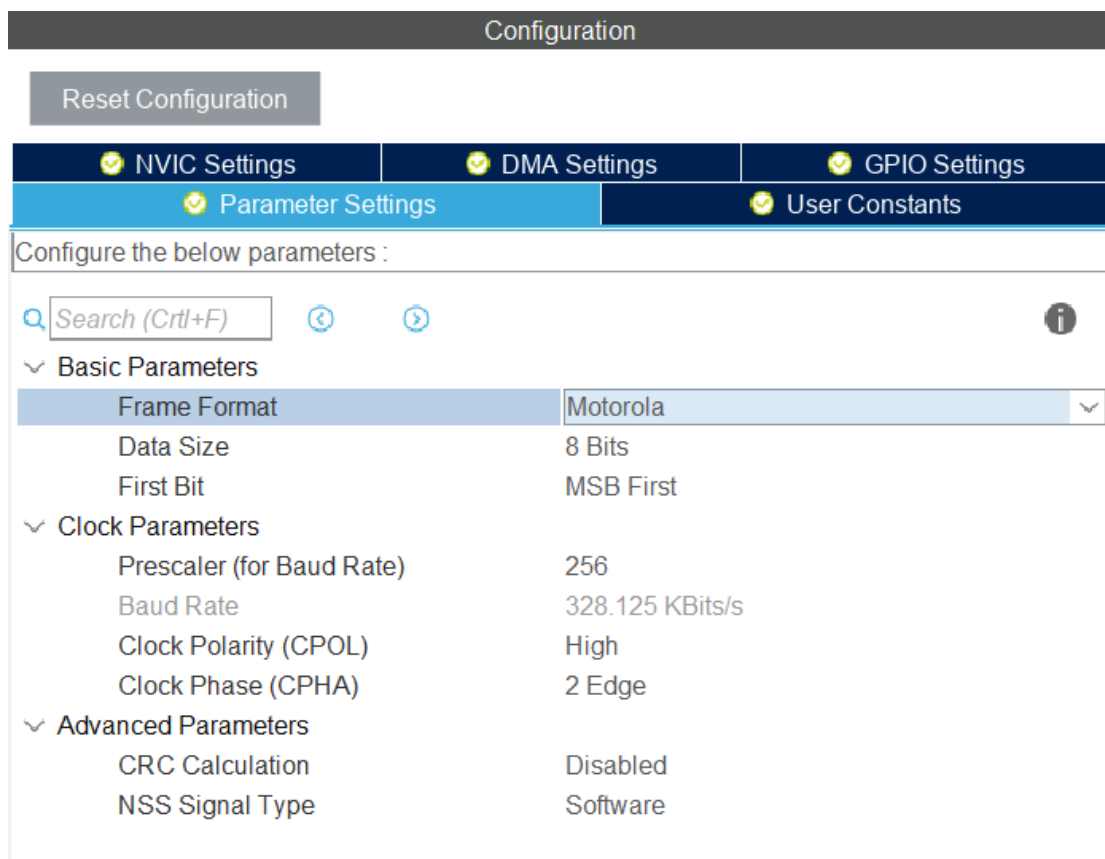 Configuration
Reset Configuration
NVIC Settings DMA Settings GPIO Settings
Parameter Settings User Constants
Configure the below parameters :
Search (Crtl+F)
Basic Parameters
Frame Format Motorola
Data Size 8 Bits
First Bit MSB First
Clock Parameters
Prescaler (for Baud Rate) 256
Baud Rate 328.125 KBits/s
Clock Polarity (CPOL) High
Clock Phase (CPHA) 2 Edge
Advanced Parameters
CRC Calculation Disabled
NSS Signal Type Software